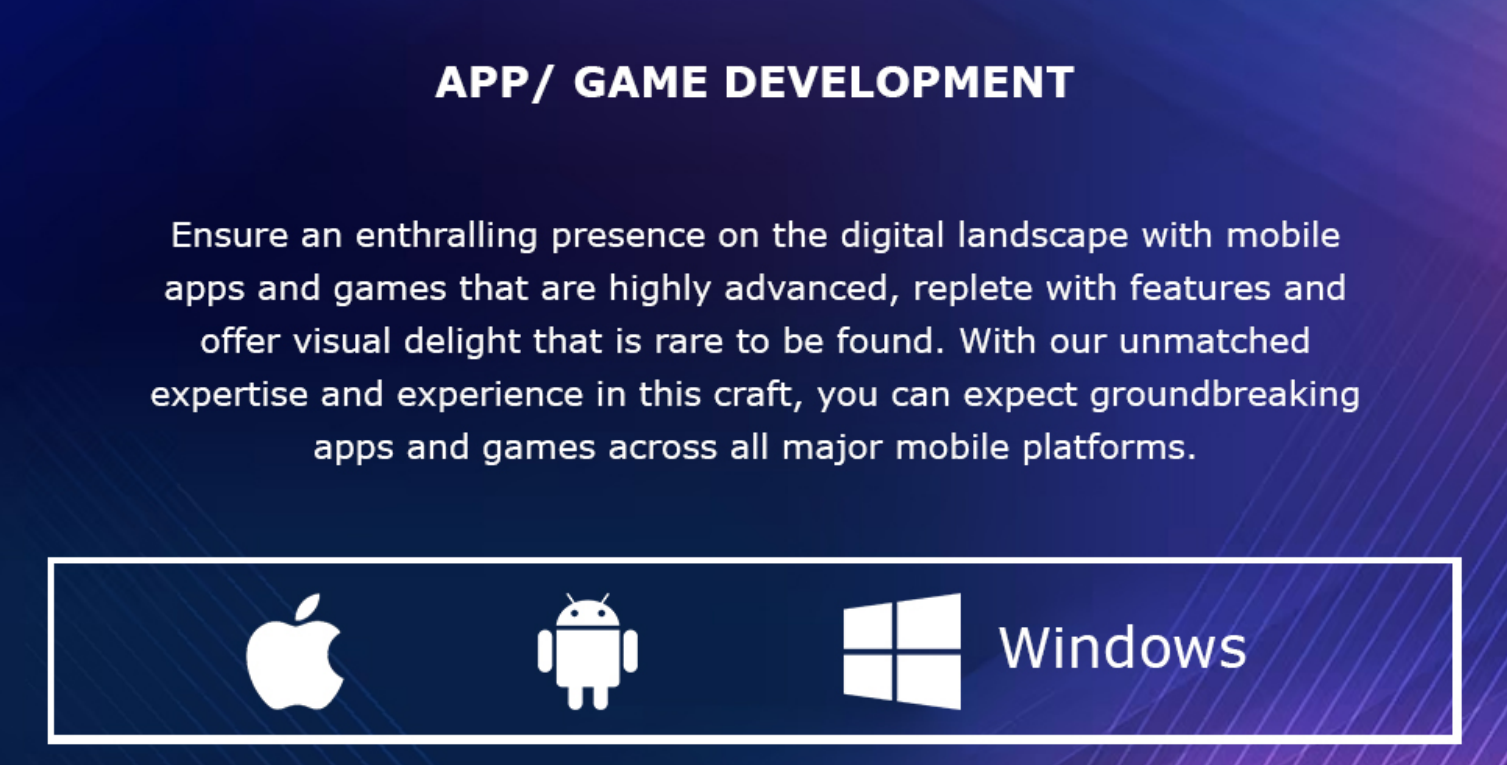 APP/ GAME DEVELOPMENT
Ensure an enthralling presence on the digital landscape with mobile
apps and games that are highly advanced, replete with features and
offer visual delight that is rare to be found. With our unmatched
expertise and experience in this craft, you can expect groundbreaking
apps and games across all major mobile platforms.
Windows